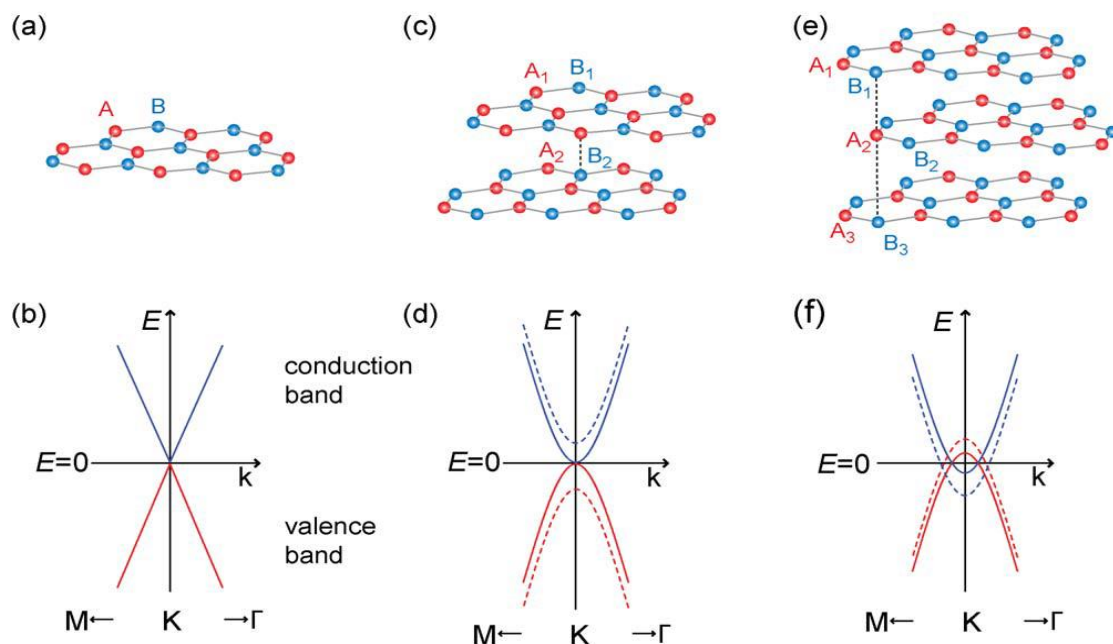 (a)
(c)
(e)
A B
A₁ B₁
A₂ B₂
A₁
B₁
A₂
B₂
A₃
B₃
(b)
E
conduction
band
E=0
k
valence
band
M← K →Γ
(d)
E
E=0
k
M← K →Γ
(f)
E
E=0
k
M← K →Γ